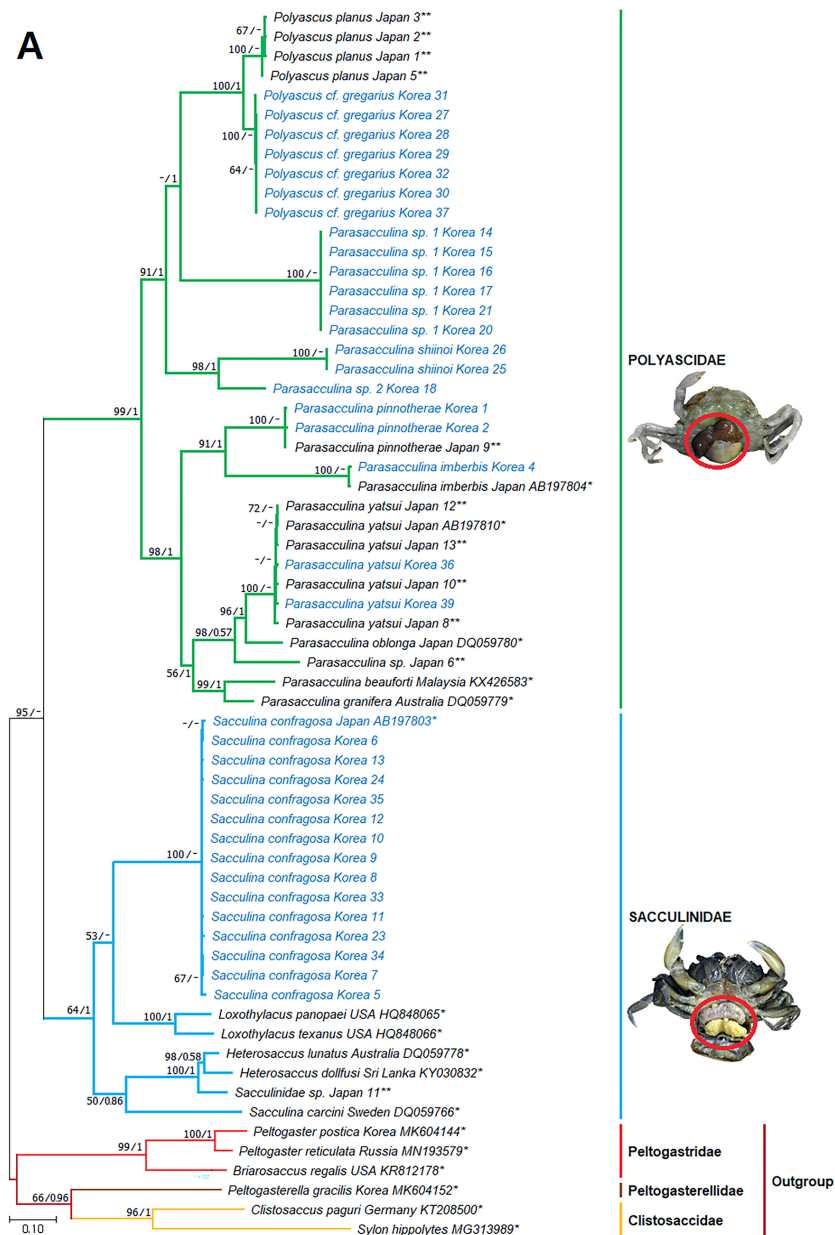 A
Polyascus planus Japan 3**
67/-
Polyascus planus Japan 2**
100/-
Polyascus planus Japan 1**
Polyascus planus Japan 5**
100/1
Polyascus cf. gregarius Korea 31
Polyascus cf. gregarius Korea 27
100/-
Polyascus cf. gregarius Korea 28
Polyascus cf. gregarius Korea 29
64/-
Polyascus cf. gregarius Korea 32
-/1
Polyascus cf. gregarius Korea 30
Polyascus cf. gregarius Korea 37
Parasacculina sp. 1 Korea 14
Parasacculina sp. 1 Korea 15
100/-
Parasacculina sp. 1 Korea 16
91/1
Parasacculina sp. 1 Korea 17
Parasacculina sp. 1 Korea 21
Parasacculina sp. 1 Korea 20
100/-
Parasacculina shiinoi Korea 26
98/1
Parasacculina shiinoi Korea 25
Parasacculina sp. 2 Korea 18
POLYASCIDAE
99/1
Parasacculina pinnotherae Korea 1
100/-
Parasacculina pinnotherae Korea 2
91/1
Parasacculina pinnotherae Japan 9**
100/-
Parasacculina imberbis Korea 4
Parasacculina imberbis Japan AB197804*
72/-
Parasacculina yatsui Japan 12**
-/-
Parasacculina yatsui Japan AB197810*
98/1
Parasacculina yatsui Japan 13**
-/-
Parasacculina yatsui Korea 36
100/-
Parasacculina yatsui Japan 10**
Parasacculina yatsui Korea 39
96/1
Parasacculina yatsui Japan 8**
98/0.57
Parasacculina oblonga Japan DQ059780*
Parasacculina sp. Japan 6**
56/1
99/1
Parasacculina beauforti Malaysia KX426583*
Parasacculina granifera Australia DQ059779*
95/-
-/-
Sacculina confragosa Japan AB197803*
Sacculina confragosa Korea 6
Sacculina confragosa Korea 13
Sacculina confragosa Korea 24
Sacculina confragosa Korea 35
Sacculina confragosa Korea 12
Sacculina confragosa Korea 10
100/-
Sacculina confragosa Korea 9
Sacculina confragosa Korea 8
Sacculina confragosa Korea 33
Sacculina confragosa Korea 11
SACCULINIDAE
53/-
Sacculina confragosa Korea 23
Sacculina confragosa Korea 34
67/-
Sacculina confragosa Korea 7
Sacculina confragosa Korea 5
64/1
100/1
Loxothylacus panopaei USA HQ848065*
Loxothylacus texanus USA HQ848066*
98/0.58
Heterosaccus lunatus Australia DQ059778*
100/1
Heterosaccus dollfusi Sri Lanka KY030832*
Sacculinidae sp. Japan 11**
50/0.86
Sacculina carcini Sweden DQ059766*
100/1
Peltogaster postica Korea MK604144*
99/1
Peltogaster reticulata Russia MN193579*
Peltogastridae
Briarosaccus regalis USA KR812178*
Outgroup
66/0.96
Peltogasterella gracilis Korea MK604152*
Peltogasterellidae
96/1
Clistosaccus paguri Germany KT208500*
Clistosaccidae
Sylon hippolytes MG313989*
0.10